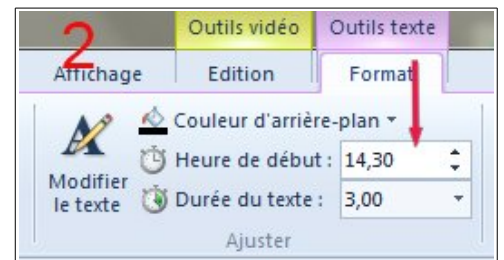 2
Outils vidéo Outils texte
Affichage Edition Format
Couleur d'arrière-plan
Heure de début : 14,30
Modifier le texte
Durée du texte : 3,00
Ajuster